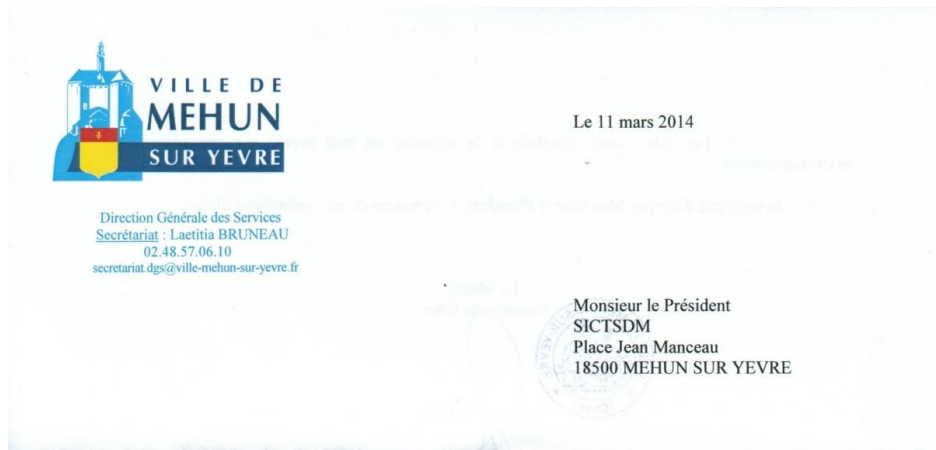 VILLE DE
MEHUN
SUR YEVRE
Direction Générale des Services
Secrétariat : Laetitia BRUNEAU
02.48.57.06.10
secretariat.dgs@ville-mehun-sur-yevre.fr
Le 11 mars 2014
Monsieur le Président
SICTSDM
Place Jean Manceau
18500 MEHUN SUR YEVRE